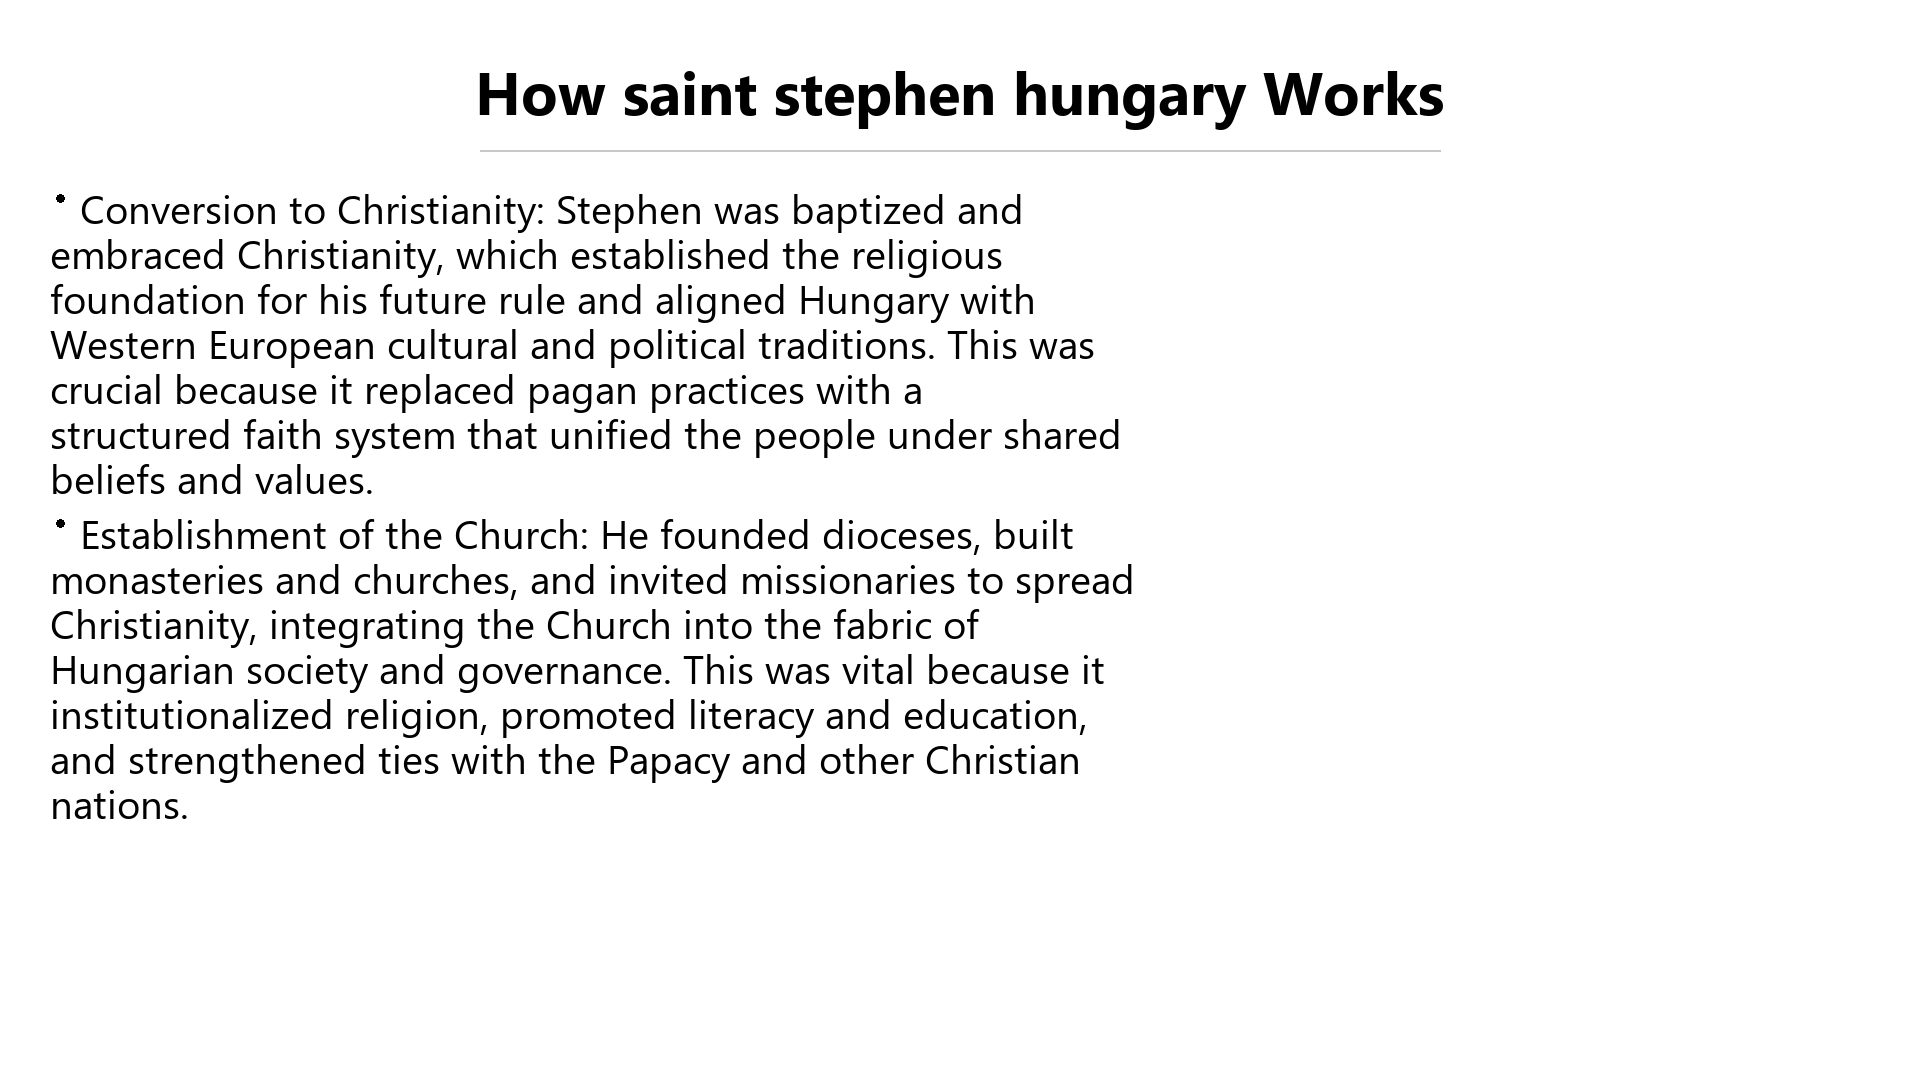 How saint stephen hungary Works
• Conversion to Christianity: Stephen was baptized and
embraced Christianity, which established the religious
foundation for his future rule and aligned Hungary with
Western European cultural and political traditions. This was
crucial because it replaced pagan practices with a
structured faith system that unified the people under shared
beliefs and values.
• Establishment of the Church: He founded dioceses, built
monasteries and churches, and invited missionaries to spread
Christianity, integrating the Church into the fabric of
Hungarian society and governance. This was vital because it
institutionalized religion, promoted literacy and education,
and strengthened ties with the Papacy and other Christian
nations.